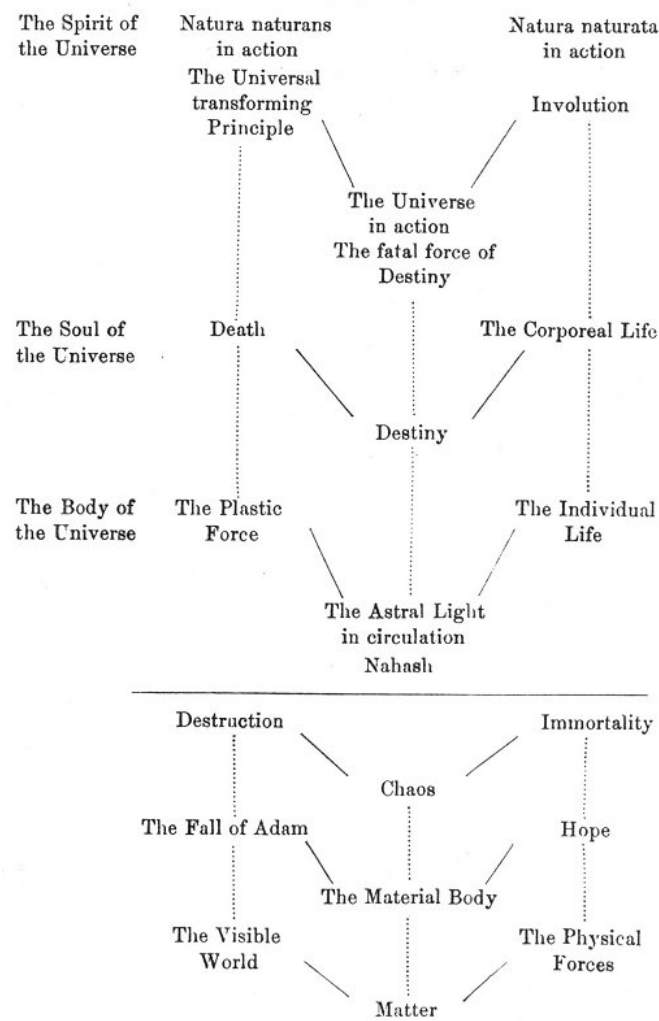 The Spirit of
the Universe
Natura naturans
in action
The Universal
transforming
Principle
Natura naturata
in action
Involution
The Universe
in action
The fatal force of
Destiny
The Soul of
the Universe
Death
The Corporeal Life
Destiny
The Body of
the Universe
The Plastic
Force
The Individual
Life
The Astral Light
in circulation
Nahash
Destruction
Immortality
Chaos
The Fall of Adam
Hope
The Material Body
The Visible
World
The Physical
Forces
Matter